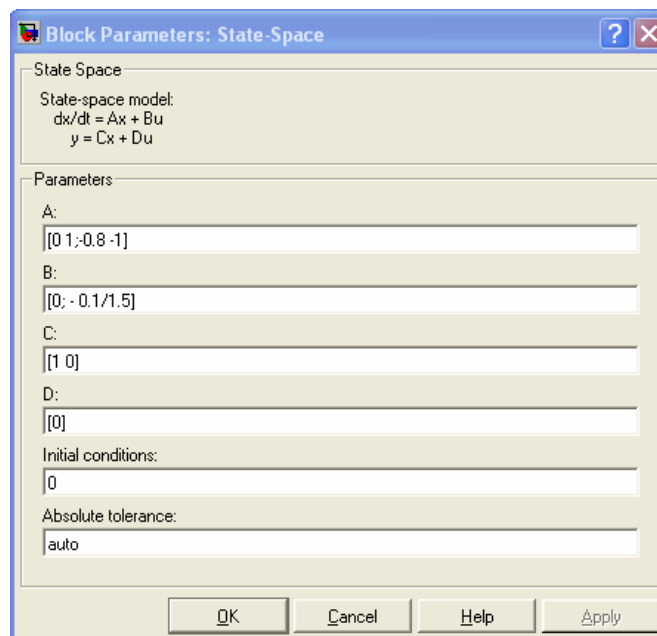 Block Parameters: State-Space
State Space
State-space model:
dx/dt = Ax + Bu
y = Cx + Du
Parameters
A:
[0 1;-0.8 -1]
B:
[0; - 0.1/1.5]
C:
[1 0]
D:
[0]
Initial conditions:
0
Absolute tolerance:
auto
OK Cancel Help Apply